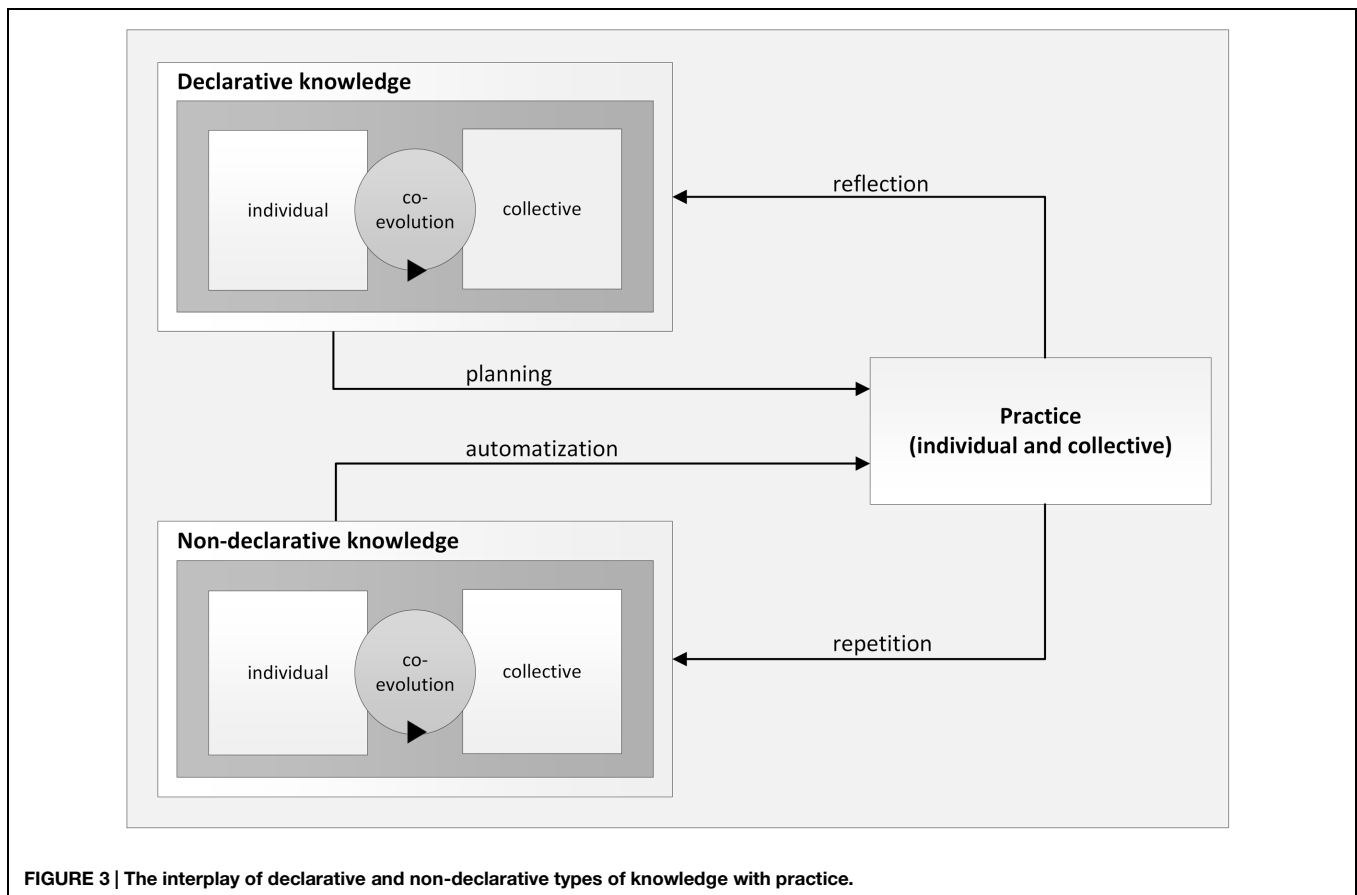 Declarative knowledge
individual
co-
evolution
collective
reflection
planning
Practice
(individual and collective)
automatization
Non-declarative knowledge
individual
co-
evolution
collective
repetition
FIGURE 3 | The interplay of declarative and non-declarative types of knowledge with practice.